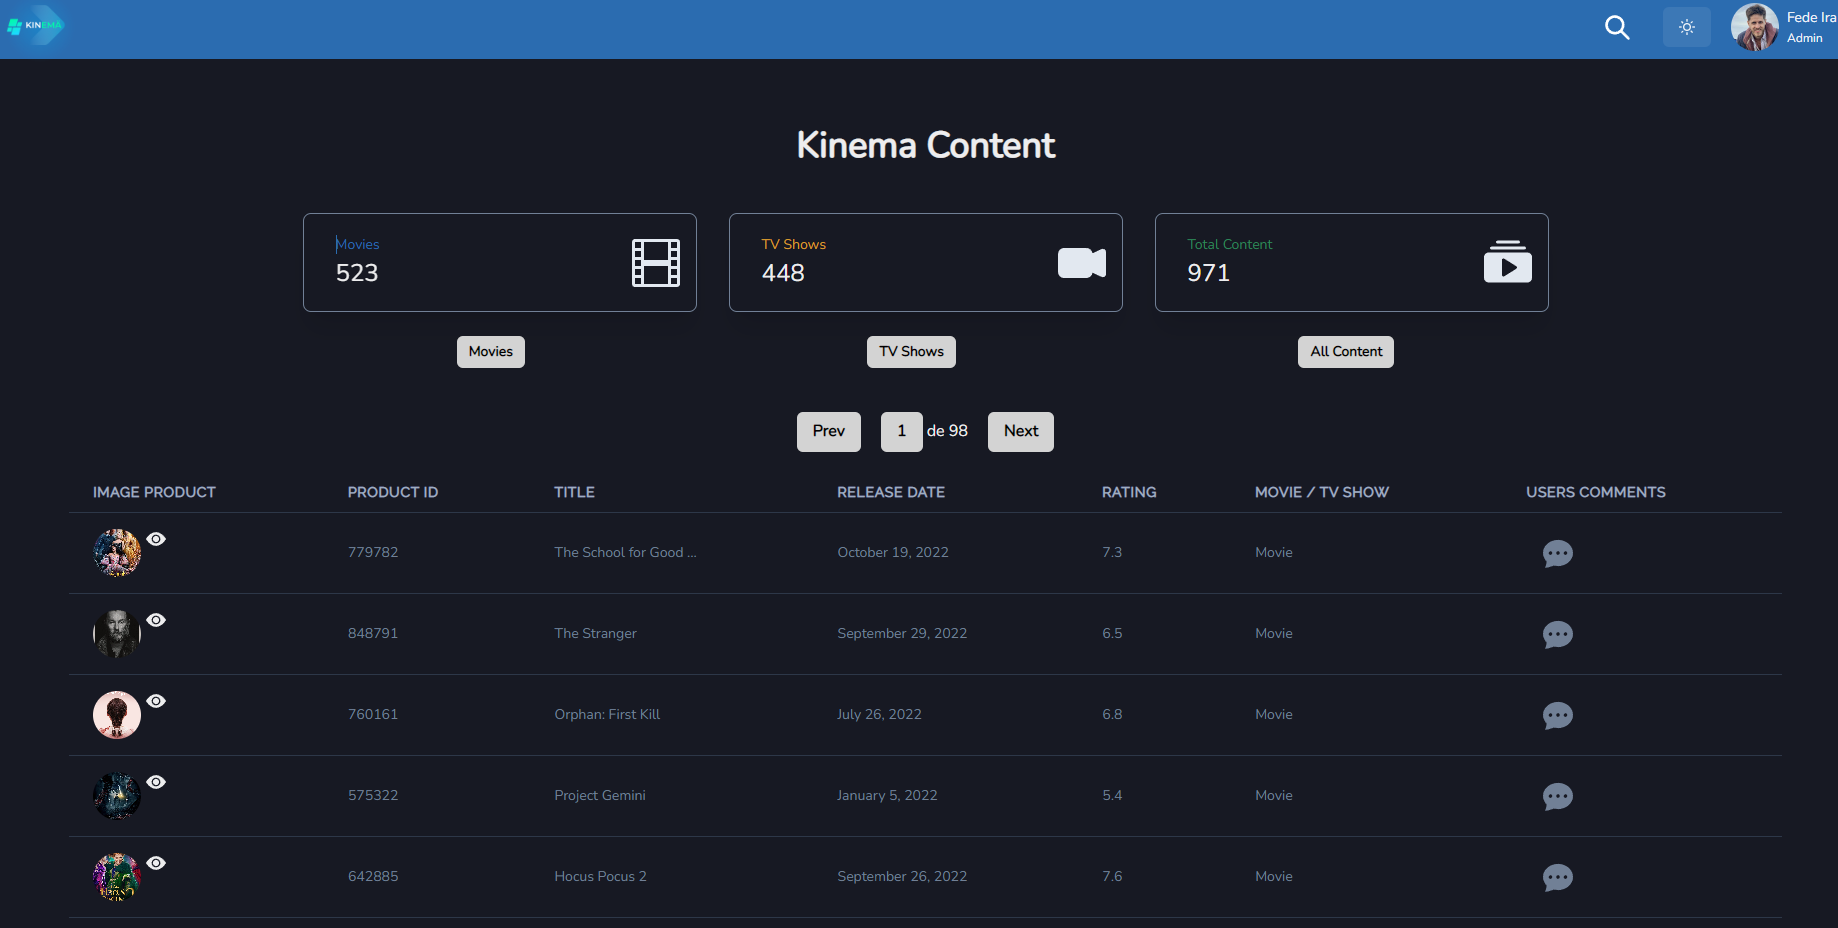 KINEMA
Fede Ira
Admin
Kinema Content
Movies
523
TV Shows
448
Total Content
971
Movies
TV Shows
All Content
Prev 1 de 98 Next
IMAGE PRODUCT PRODUCT ID TITLE RELEASE DATE RATING MOVIE / TV SHOW USERS COMMENTS
779782 The School for Good ... October 19, 2022 7.3 Movie
848791 The Stranger September 29, 2022 6.5 Movie
760161 Orphan: First Kill July 26, 2022 6.8 Movie
575322 Project Gemini January 5, 2022 5.4 Movie
642885 Hocus Pocus 2 September 26, 2022 7.6 Movie